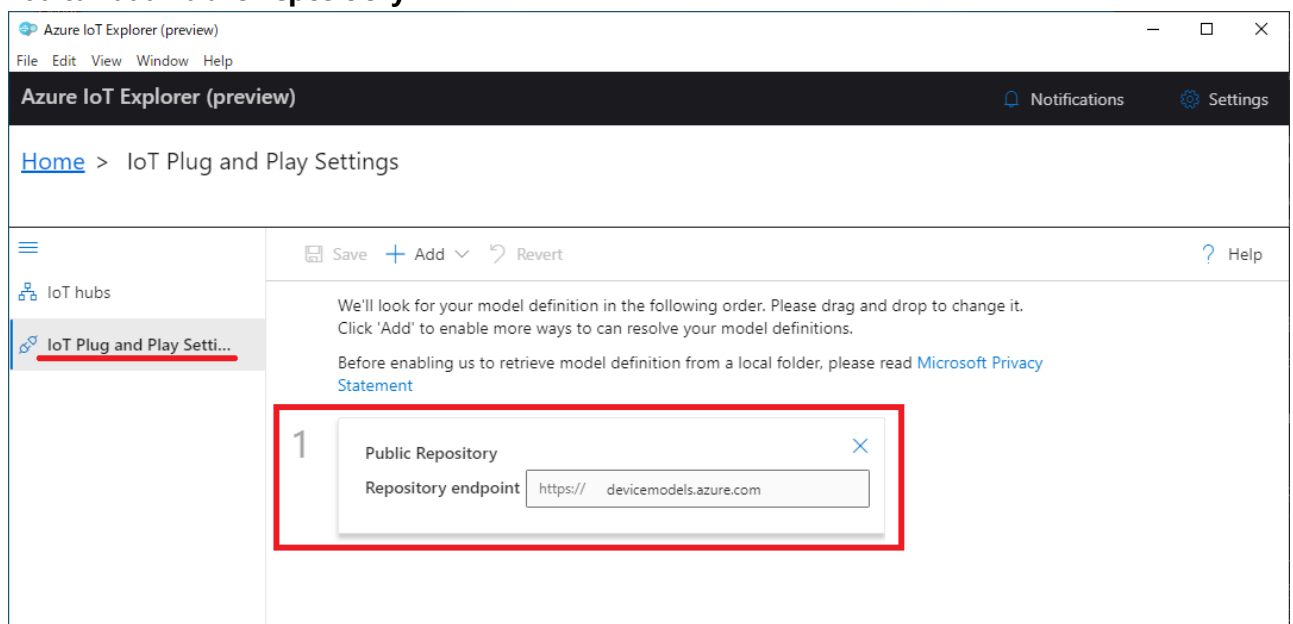 Azure IoT Explorer (preview)
File Edit View Window Help
Azure IoT Explorer (preview)
Notifications
Settings
Home > IoT Plug and Play Settings
Save + Add Revert
? Help
IoT hubs
IoT Plug and Play Setti...
We'll look for your model definition in the following order. Please drag and drop to change it.
Click 'Add' to enable more ways to can resolve your model definitions.
Before enabling us to retrieve model definition from a local folder, please read Microsoft Privacy
Statement
1
Public Repository
Repository endpoint https:// devicemodels.azure.com